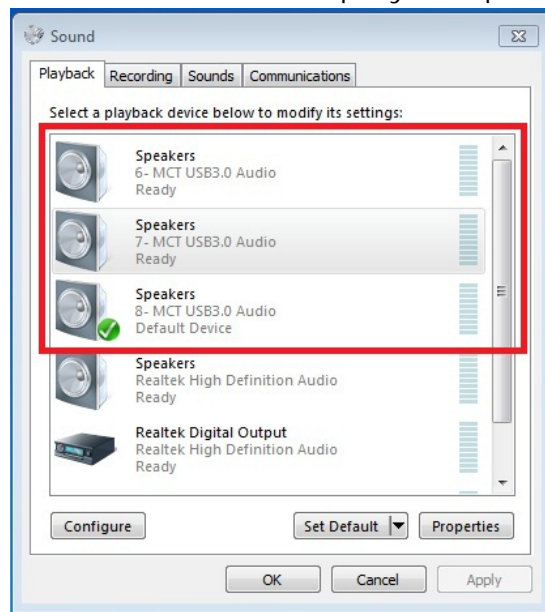 Sound
Playback Recording Sounds Communications
Select a playback device below to modify its settings:
Speakers
6- MCT USB3.0 Audio
Ready
Speakers
7- MCT USB3.0 Audio
Ready
Speakers
8- MCT USB3.0 Audio
Default Device
Speakers
Realtek High Definition Audio
Ready
Realtek Digital Output
Realtek High Definition Audio
Ready
Configure Set Default Properties
OK Cancel Apply